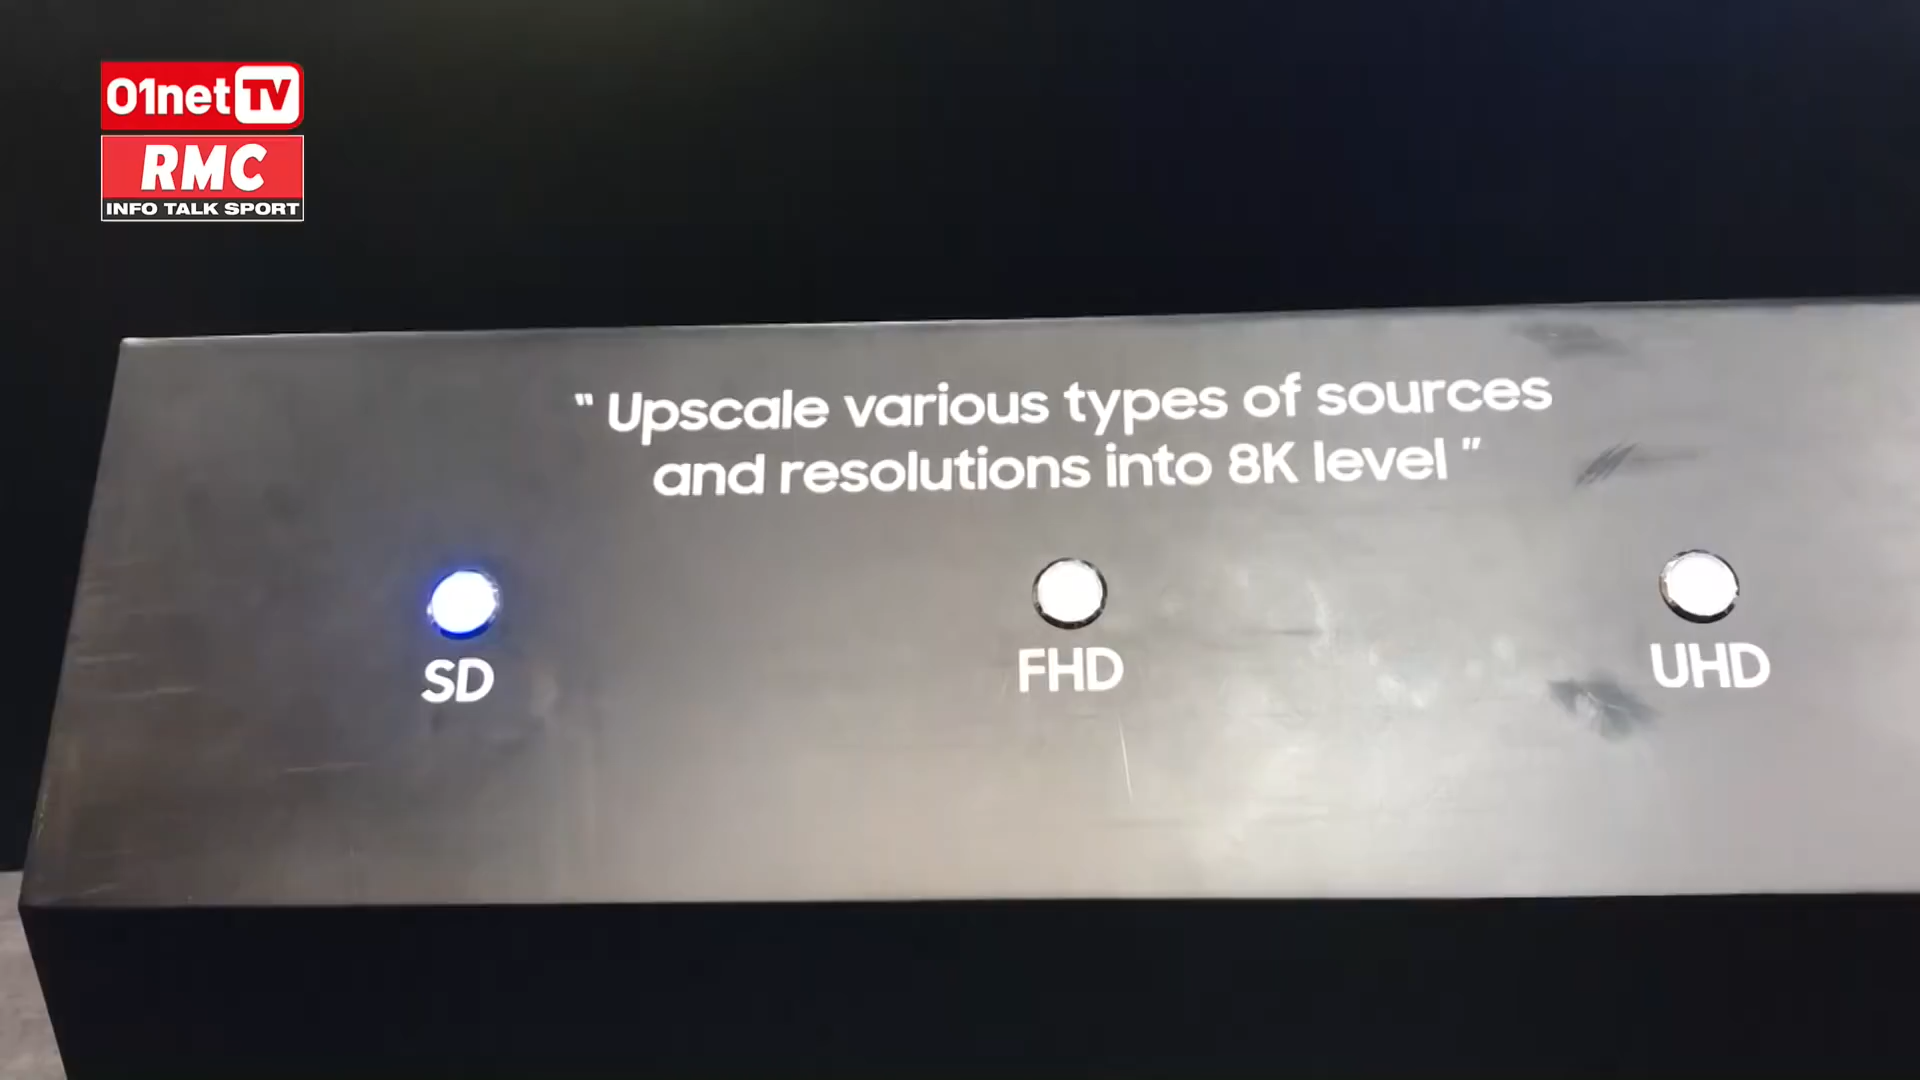 01net TV
RMC
INFO TALK SPORT
" Upscale various types of sources
and resolutions into 8K level "
SD
FHD
UHD